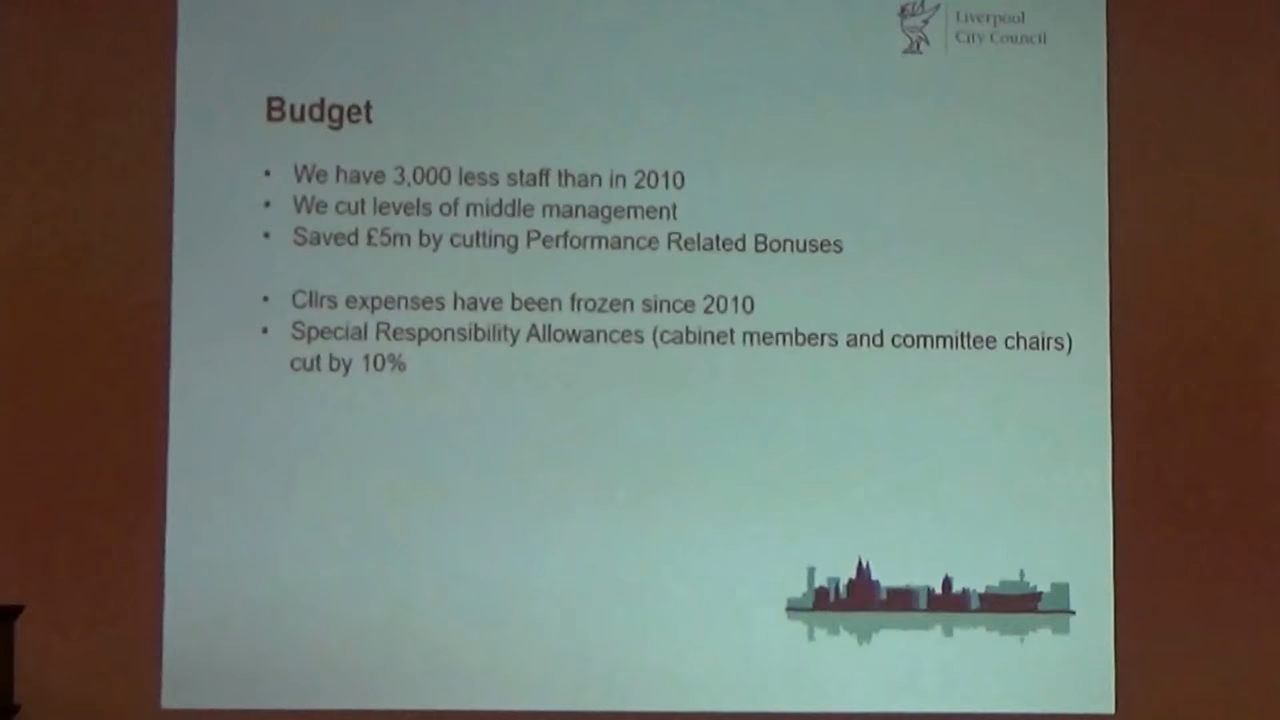 Liverpool
City Council
Budget
• We have 3,000 less staff than in 2010
• We cut levels of middle management
• Saved £5m by cutting Performance Related Bonuses
• Cllrs expenses have been frozen since 2010
• Special Responsibility Allowances (cabinet members and committee chairs)
cut by 10%